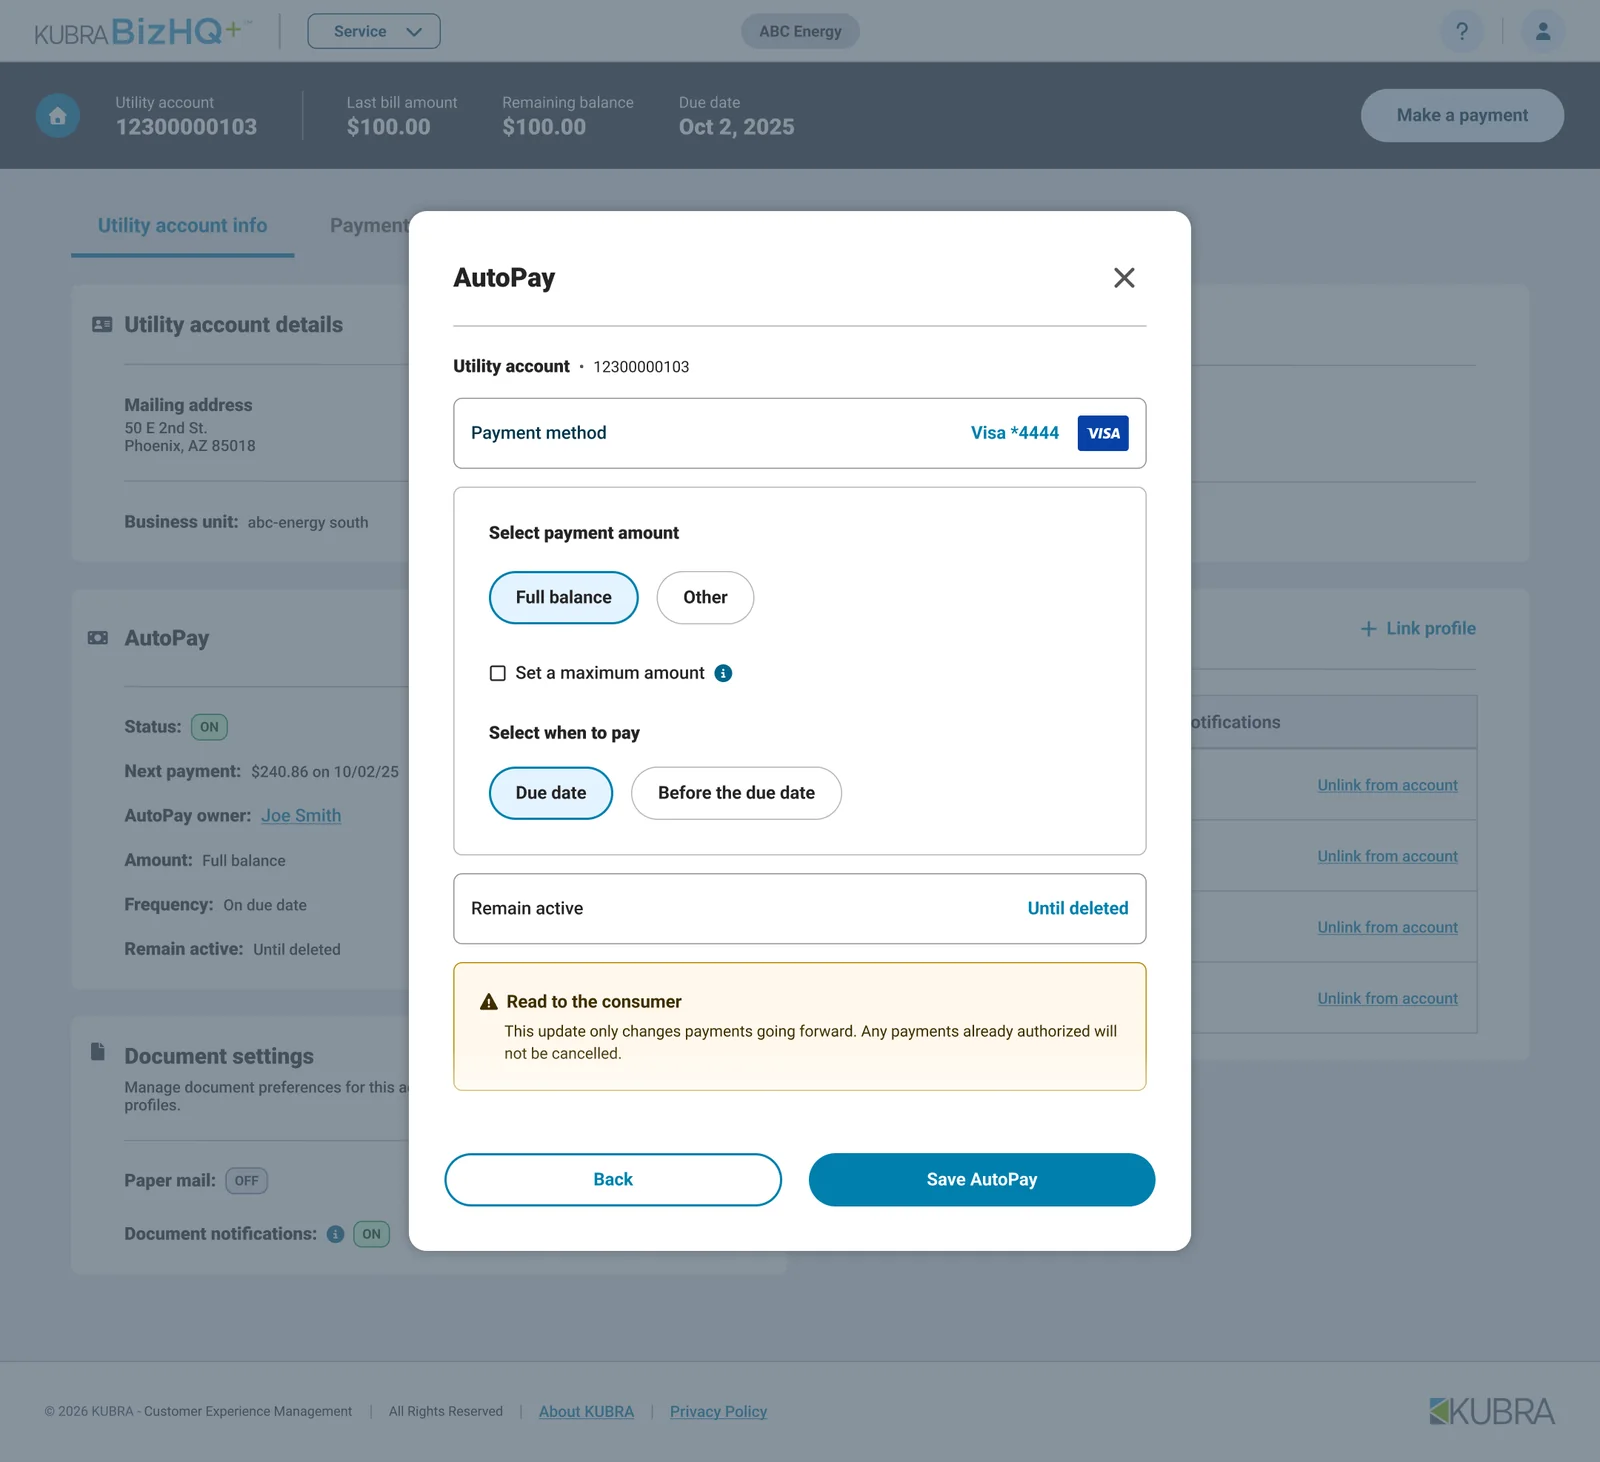 KUBRA BizHQ+™
Service
ABC Energy
?
Utility account
12300000103
Last bill amount
$100.00
Remaining balance
$100.00
Due date
Oct 2, 2025
Make a payment
Utility account info
Payment
Utility account details
Mailing address
50 E 2nd St.
Phoenix, AZ 85018
Business unit: abc-energy south
AutoPay
Status: ON
Next payment: $240.86 on 10/02/25
AutoPay owner: Joe Smith
Amount: Full balance
Frequency: On due date
Remain active: Until deleted
Document settings
Manage document preferences for this a
profiles.
Paper mail: OFF
Document notifications: i ON
AutoPay
Utility account • 12300000103
Payment method
Visa *4444
VISA
Select payment amount
Full balance
Other
Set a maximum amount i
Select when to pay
Due date
Before the due date
Remain active
Until deleted
Read to the consumer
This update only changes payments going forward. Any payments already authorized will
not be cancelled.
Back
Save AutoPay
+ Link profile
otifications
Unlink from account
Unlink from account
Unlink from account
Unlink from account
© 2026 KUBRA - Customer Experience Management | All Rights Reserved | About KUBRA | Privacy Policy
KUBRA